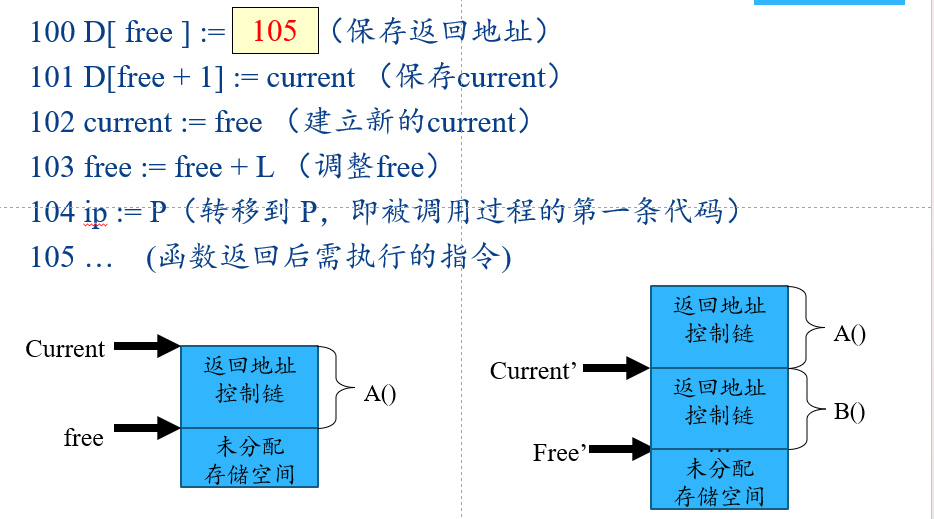 100 D[ free ] := 105（保存返回地址）
101 D[free + 1] := current （保存current）
102 current := free （建立新的current）
103 free := free + L （调整free）
104 ip := P（转移到 P，即被调用过程的第一条代码）
105 … (函数返回后需执行的指令)
Current
返回地址
控制链
A()
free
未分配
存储空间
返回地址
控制链
A()
Current’
返回地址
控制链
B()
Free’
…
未分配
存储空间